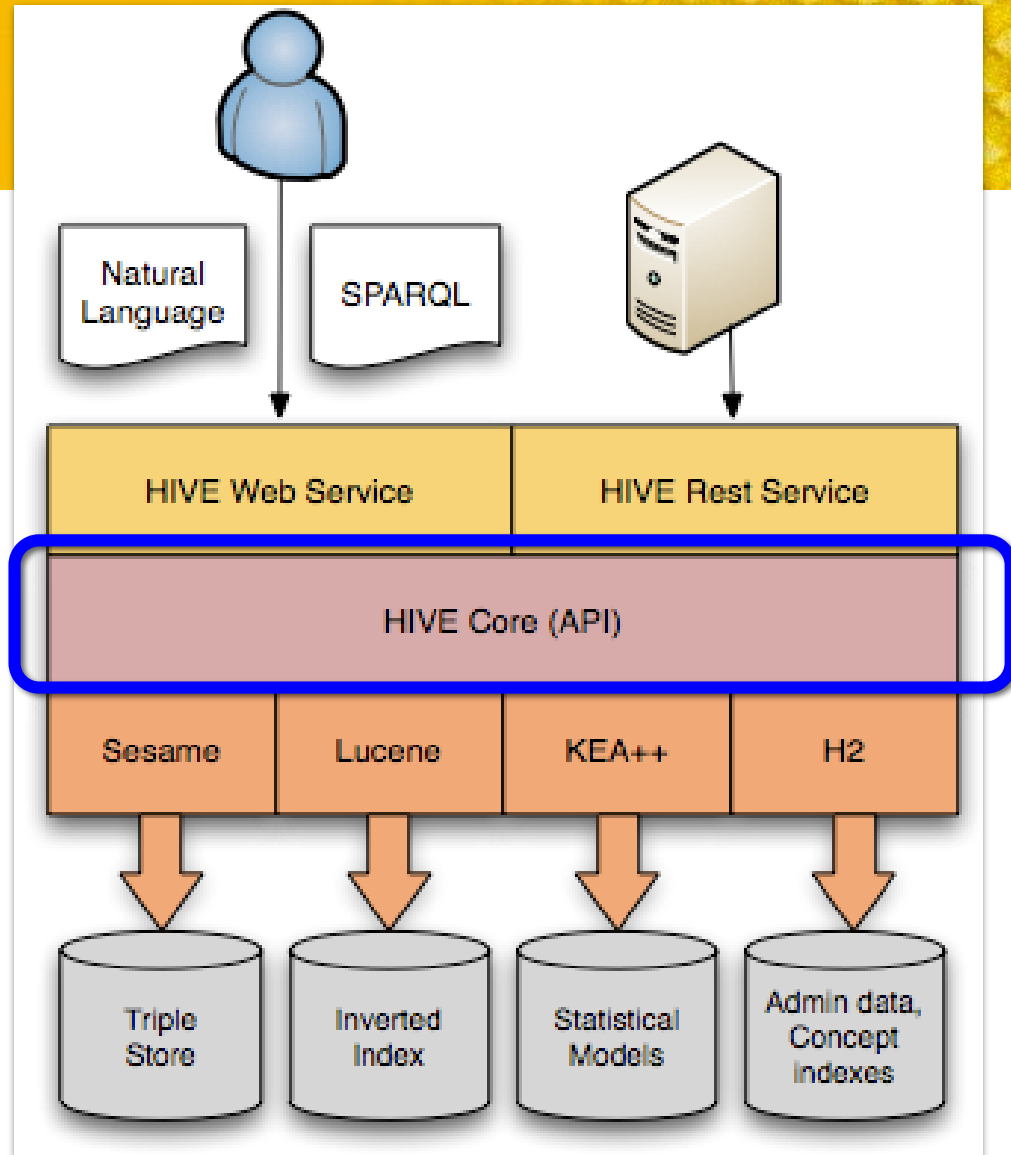 Natural
Language
SPARQL
HIVE Web Service
HIVE Rest Service
HIVE Core (API)
Sesame
Lucene
KEA++
H2
Triple
Store
Inverted
Index
Statistical
Models
Admin data,
Concept
indexes